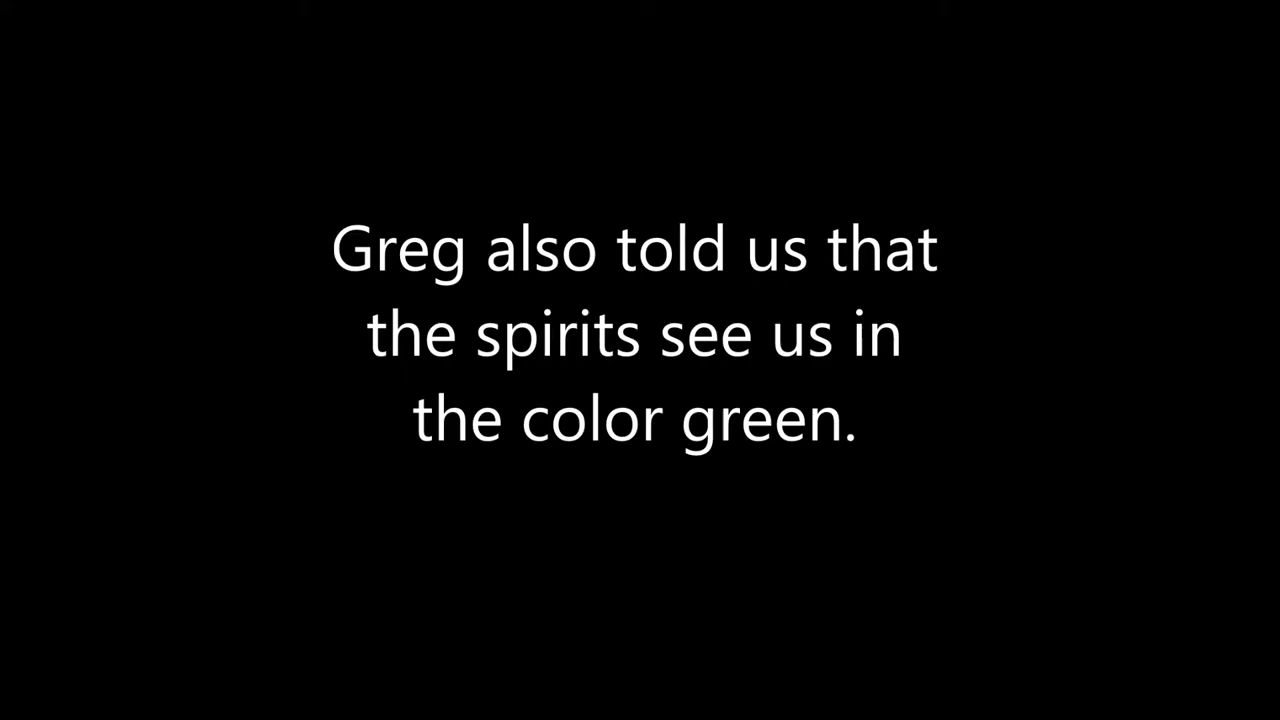 Greg also told us that
the spirits see us in
the color green.